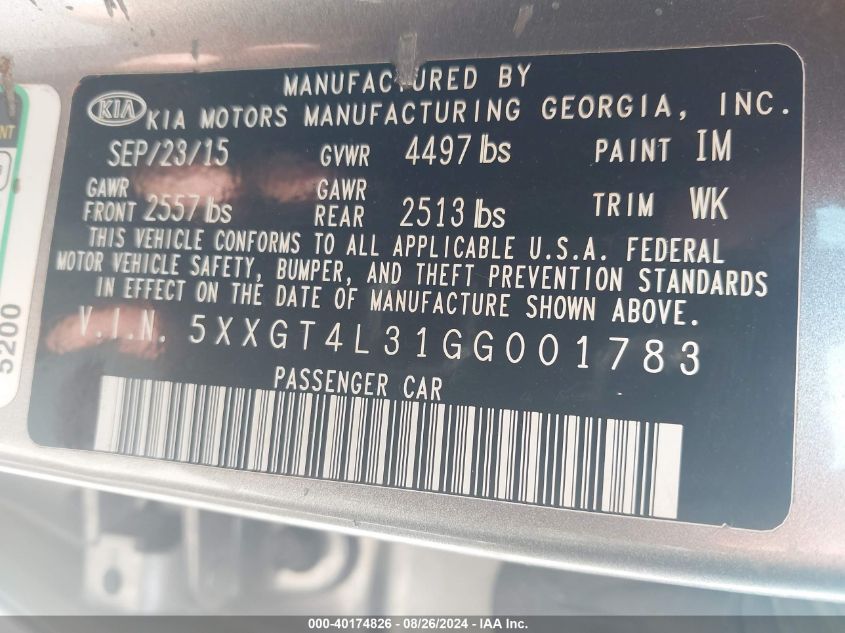 MANUFACTURED BY
KIA
KIA MOTORS MANUFACTURING GEORGIA, INC.
SEP/23/15 GVWR 4497 lbs PAINT IM
GAWR FRONT 2557 lbs GAWR REAR 2513 lbs TRIM WK
THIS VEHICLE CONFORMS TO ALL APPLICABLE U.S.A. FEDERAL
MOTOR VEHICLE SAFETY, BUMPER, AND THEFT PREVENTION STANDARDS
IN EFFECT ON THE DATE OF MANUFACTURE SHOWN ABOVE.
V.I.N. 5XXGT4L31GG001783
PASSENGER CAR
5200
000-40174826 - 08/26/2024 - IAA Inc.